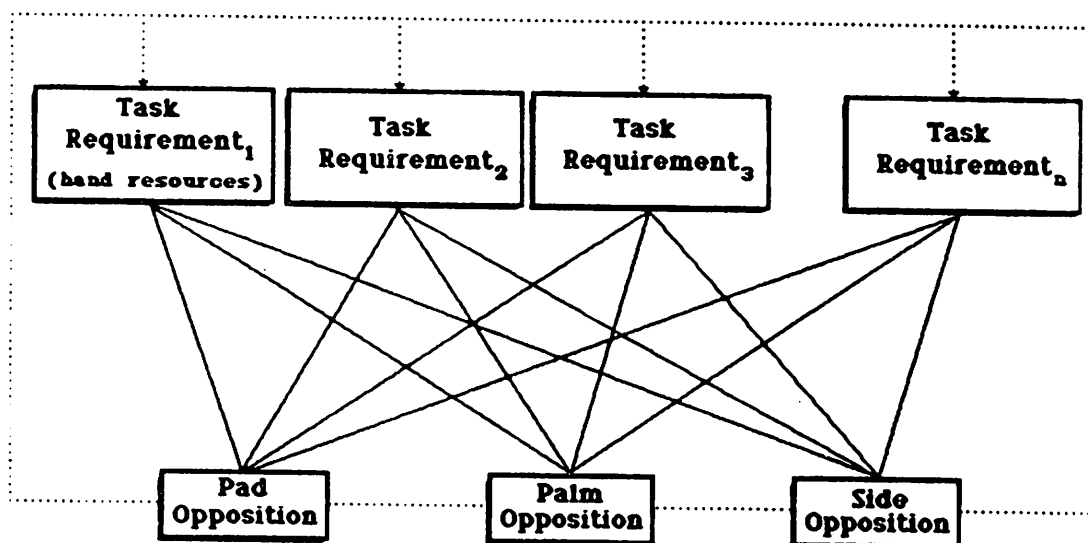 Task
Requirement₁
(hand resources)
Task
Requirement₂
Task
Requirement₃
Task
Requirementₙ
Pad
Opposition
Palm
Opposition
Side
Opposition